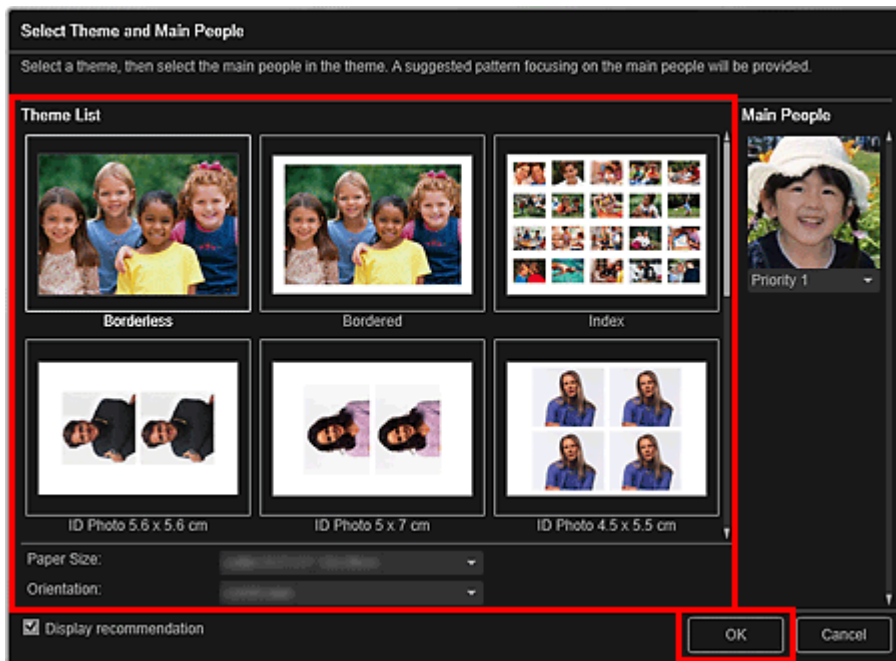 Select Theme and Main People
Select a theme, then select the main people in the theme. A suggested pattern focusing on the main people will be provided.
Theme List
Main People
Borderless
Bordered
Index
Priority 1
ID Photo 5.6 x 5.6 cm
ID Photo 5 x 7 cm
ID Photo 4.5 x 5.5 cm
Paper Size:
Orientation:
Display recommendation
OK
Cancel